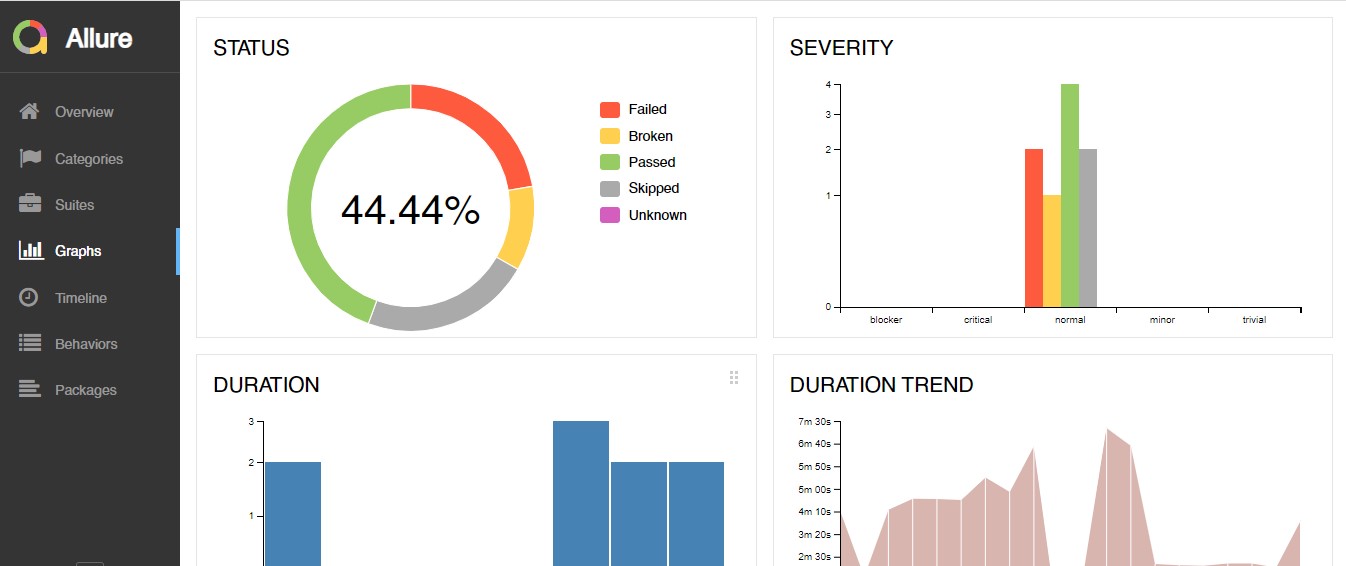 Allure
Overview
Categories
Suites
Graphs
Timeline
Behaviors
Packages
STATUS
44.44%
Failed
Broken
Passed
Skipped
Unknown
SEVERITY
4
3
2
1
0
blocker critical normal minor trivial
DURATION
3
2
1
DURATION TREND
7m 30s
6m 40s
5m 50s
5m 00s
4m 10s
3m 20s
2m 30s